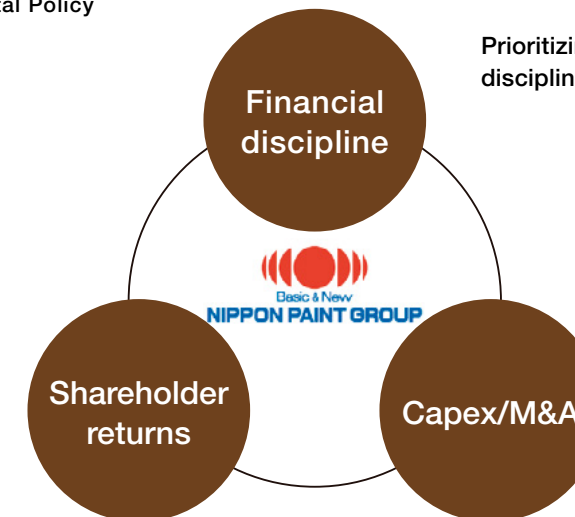 tal Policy
Prioritizi
disciplin
Financial
discipline
Basic & New
NIPPON PAINT GROUP
Shareholder
returns
Capex/M&A